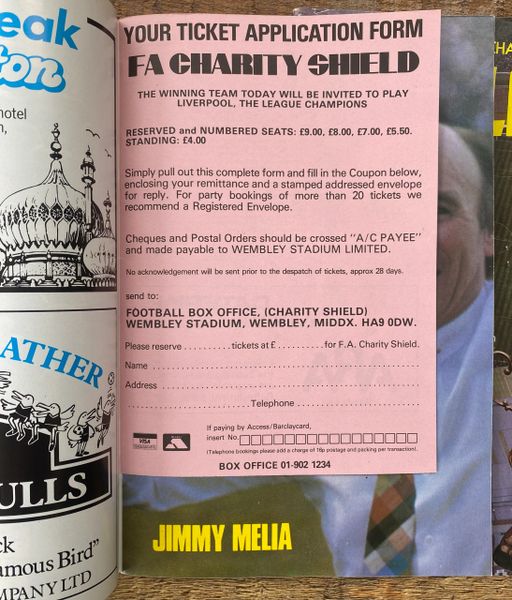 eak
ton
notel
n,
EATHER
ULLS
ck
amous Bird”
MPANY LTD
YOUR TICKET APPLICATION FORM
FA CHARITY SHIELD
THE WINNING TEAM TODAY WILL BE INVITED TO PLAY
LIVERPOOL, THE LEAGUE CHAMPIONS
RESERVED and NUMBERED SEATS: £9.00, £8.00, £7.00, £5.50.
STANDING: £4.00
Simply pull out this complete form and fill in the Coupon below,
enclosing your remittance and a stamped addressed envelope
for reply. For party bookings of more than 20 tickets we
recommend a Registered Envelope.
Cheques and Postal Orders should be crossed "A/C PAYEE"
and made payable to WEMBLEY STADIUM LIMITED.
No acknowledgement will be sent prior to the despatch of tickets, approx 28 days.
send to:
FOOTBALL BOX OFFICE, (CHARITY SHIELD)
WEMBLEY STADIUM, WEMBLEY, MIDDX. HA9 0DW.
Please reserve . . . . . . . . . . tickets at £ . . . . . . . . . . for F.A. Charity Shield.
Name
Address
Telephone
If paying by Access/Barclaycard,
insert No.
(Telephone bookings please add a charge of 16p postage and packing per transaction).
VISA
BOX OFFICE 01-902 1234
JIMMY MELIA